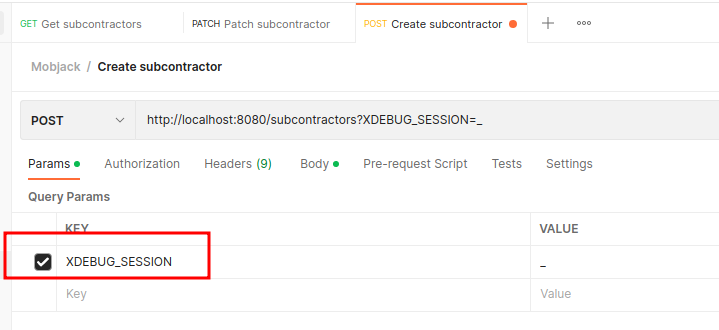 GET Get subcontractors PATCH Patch subcontractor POST Create subcontractor
Mobjack / Create subcontractor
POST http://localhost:8080/subcontractors?XDEBUG_SESSION=_
Params Authorization Headers (9) Body Pre-request Script Tests Settings
Query Params
KEY VALUE
XDEBUG_SESSION _
Key Value